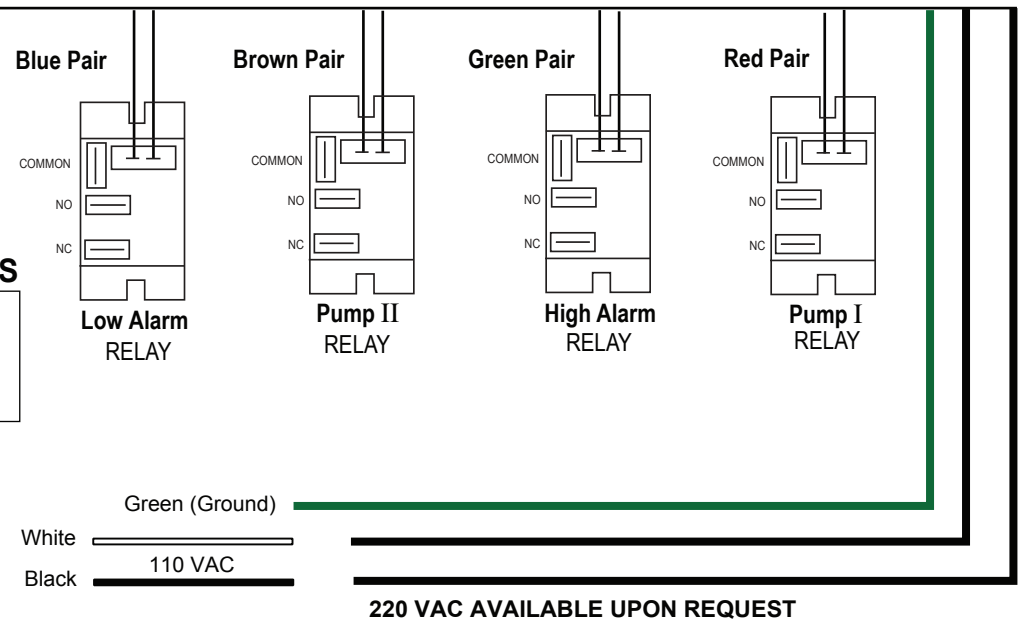 Blue Pair
Brown Pair
Green Pair
Red Pair
COMMON
NO
NC
COMMON
NO
NC
COMMON
NO
NC
COMMON
NO
NC
S
Low Alarm
RELAY
Pump II
RELAY
High Alarm
RELAY
Pump I
RELAY
Green (Ground)
White
110 VAC
Black
220 VAC AVAILABLE UPON REQUEST